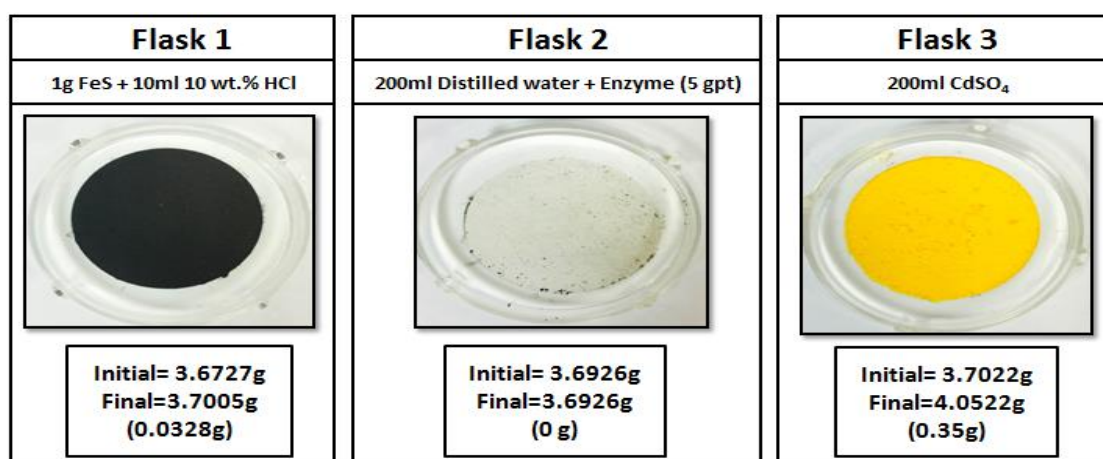 Flask 1
1g FeS + 10ml 10 wt.% HCl
Initial= 3.6727g
Final=3.7005g
(0.0328g)
Flask 2
200ml Distilled water + Enzyme (5 gpt)
Initial= 3.6926g
Final=3.6926g
(0 g)
Flask 3
200ml CdSO₄
Initial= 3.7022g
Final=4.0522g
(0.35g)